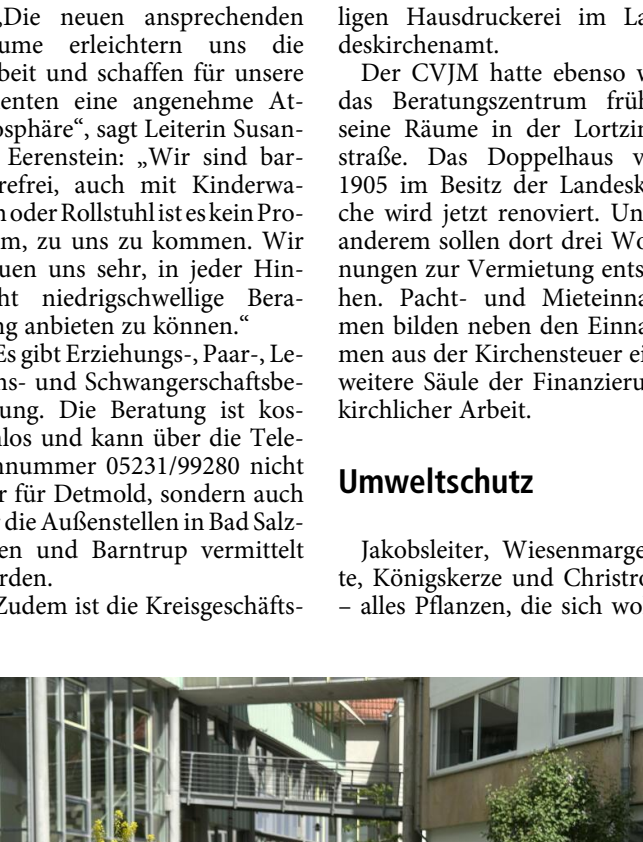 „Die neuen ansprechenden
ume erleichtern uns die
beit und schaffen für unsere
enten eine angenehme At-
osphäre“, sagt Leiterin Susan-
Eerenstein: „Wir sind bar-
refrei, auch mit Kinderwa-
n oder Rollstuhl ist es kein Pro-
m, zu uns zu kommen. Wir
uen uns sehr, in jeder Hin-
ht niedrigschwellige Bera-
ng anbieten zu können.“
Es gibt Erziehungs-, Paar-, Le-
ns- und Schwangerschaftsbe-
ung. Die Beratung ist kos-
nlos und kann über die Tele-
nnummer 05231/99280 nicht
r für Detmold, sondern auch
die Außenstellen in Bad Salz-
en und Barntrup vermittelt
rden.
Zudem ist die Kreisgeschäfts-
ligen Hausdruckerei im La
deskirchenamt.
Der CVJM hatte ebenso w
das Beratungszentrum früh
seine Räume in der Lortzin
straße. Das Doppelhaus v
1905 im Besitz der Landesk
che wird jetzt renoviert. Un
anderem sollen dort drei Wo
nungen zur Vermietung ents
hen. Pacht- und Mieteinna
men bilden neben den Einna
men aus der Kirchensteuer ei
weitere Säule der Finanzieru
kirchlicher Arbeit.
Umweltschutz
Jakobsleiter, Wiesenmarge
te, Königskerze und Christro
– alles Pflanzen, die sich wo